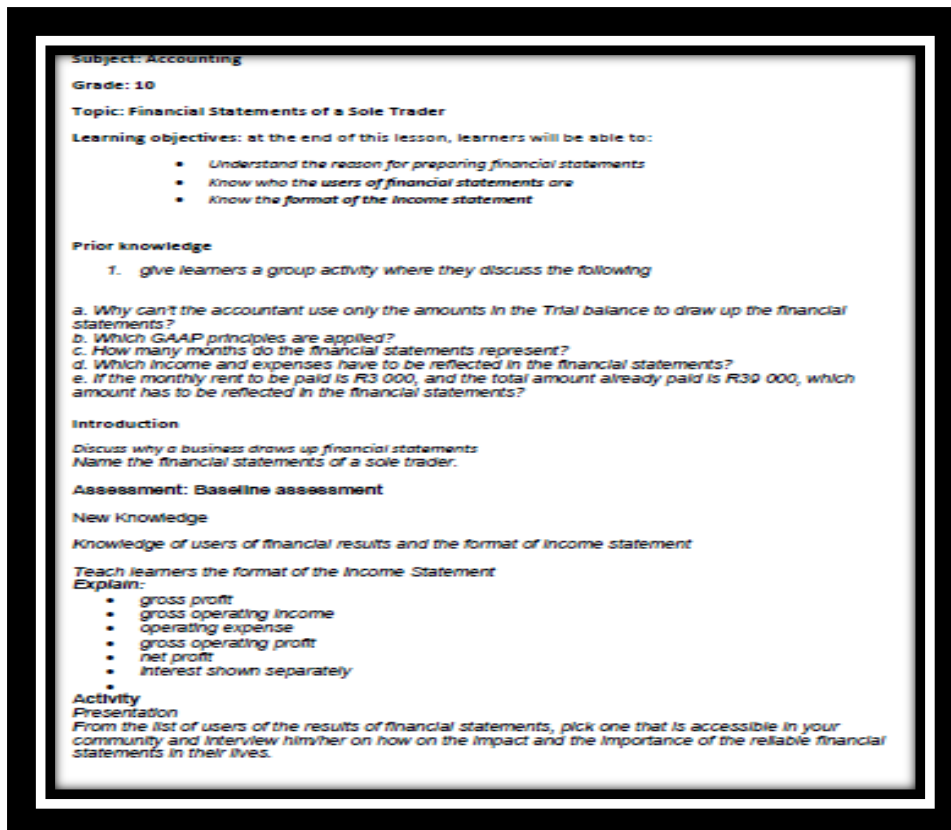 Subject: Accounting
Grade: 10
Topic: Financial Statements of a Sole Trader
Learning objectives: at the end of this lesson, learners will be able to:
• Understand the reason for preparing financial statements
• Know who the users of financial statements are
• Know the format of the Income statement
Prior knowledge
1. give learners a group activity where they discuss the following
a. Why can't the accountant use only the amounts in the Trial balance to draw up the financial
statements?
b. Which GAAP principles are applied?
c. How many months do the financial statements represent?
d. Which income and expenses have to be reflected in the financial statements?
e. If the monthly rent to be paid is R3 000, and the total amount already paid is R39 000, which
amount has to be reflected in the financial statements?
Introduction
Discuss why a business draws up financial statements
Name the financial statements of a sole trader.
Assessment: Baseline assessment
New Knowledge
Knowledge of users of financial results and the format of income statement
Teach learners the format of the Income Statement
Explain:
• gross profit
• gross operating income
• operating expense
• gross operating profit
• net profit
• Interest shown separately
•
Activity
Presentation
From the list of users of the results of financial statements, pick one that is accessible in your
community and interview him/her on how on the impact and the importance of the reliable financial
statements in their lives.